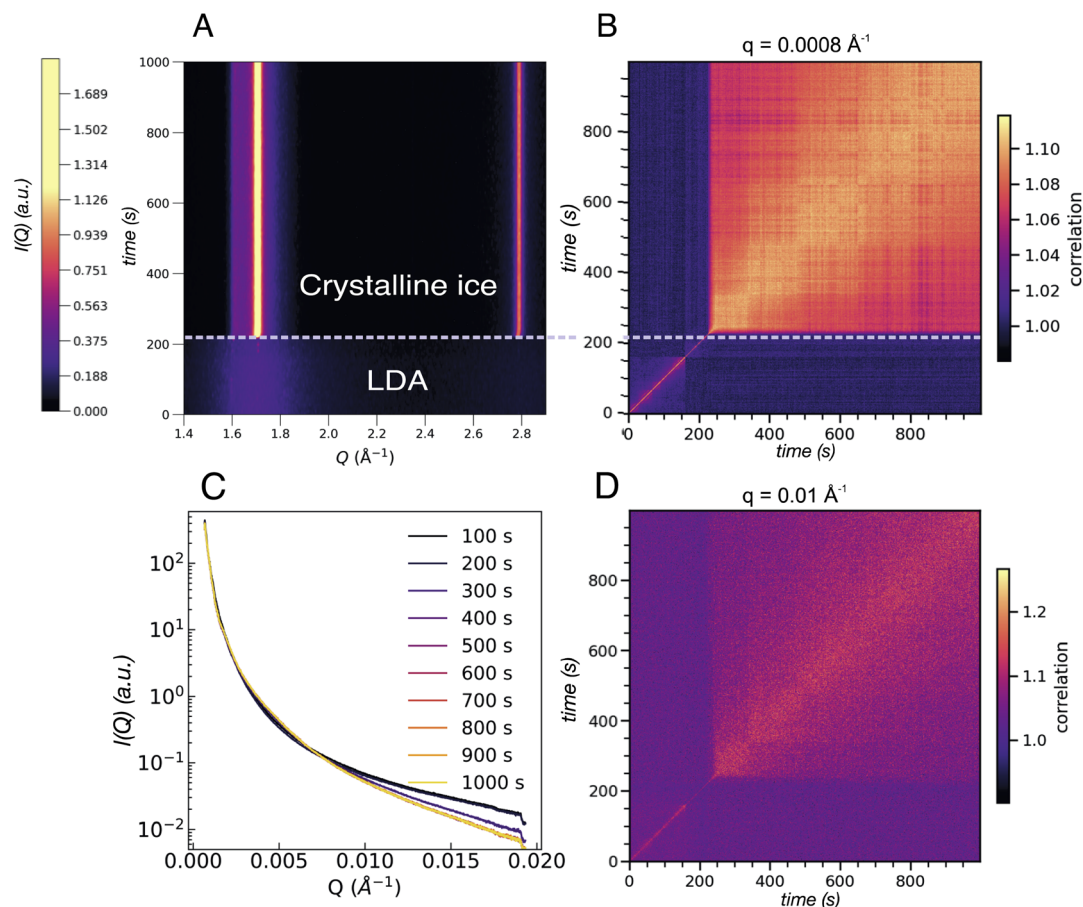 A
1.689
1.502
1.314
1.126
0.939
0.751
0.563
0.375
0.188
0.000
I(Q) (a.u.)
1000
800
600
400
200
0
time (s)
Crystalline ice
LDA
1.4
1.6
1.8
2.0
2.2
2.4
2.6
2.8
Q (Å⁻¹)
B
q = 0.0008 Å⁻¹
800
600
400
200
0
time (s)
0
200
400
600
800
time (s)
1.10
1.08
1.06
1.04
1.02
1.00
correlation
C
10²
10¹
10⁰
10⁻¹
10⁻²
I(Q) (a.u.)
100 s
200 s
300 s
400 s
500 s
600 s
700 s
800 s
900 s
1000 s
0.000
0.005
0.010
0.015
0.020
Q (Å⁻¹)
D
q = 0.01 Å⁻¹
800
600
400
200
0
time (s)
0
200
400
600
800
time (s)
1.2
1.1
1.0
correlation